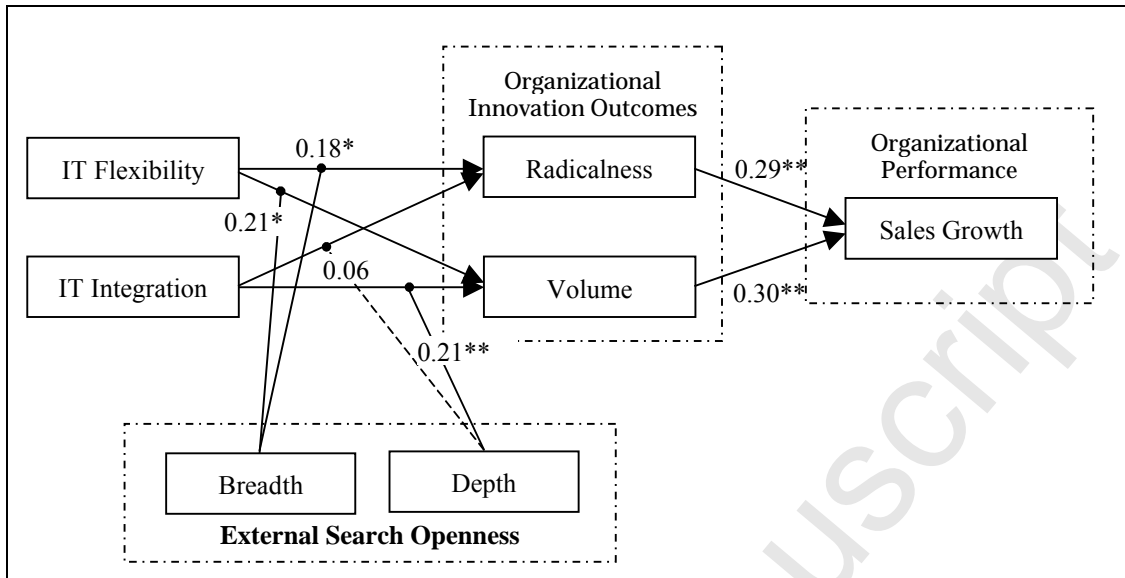 Organizational
Innovation Outcomes
Organizational
Performance
IT Flexibility
0.18*
Radicalness
0.29**
0.21*
Sales Growth
IT Integration
0.06
Volume
0.30**
0.21**
Breadth
Depth
External Search Openness
uscript